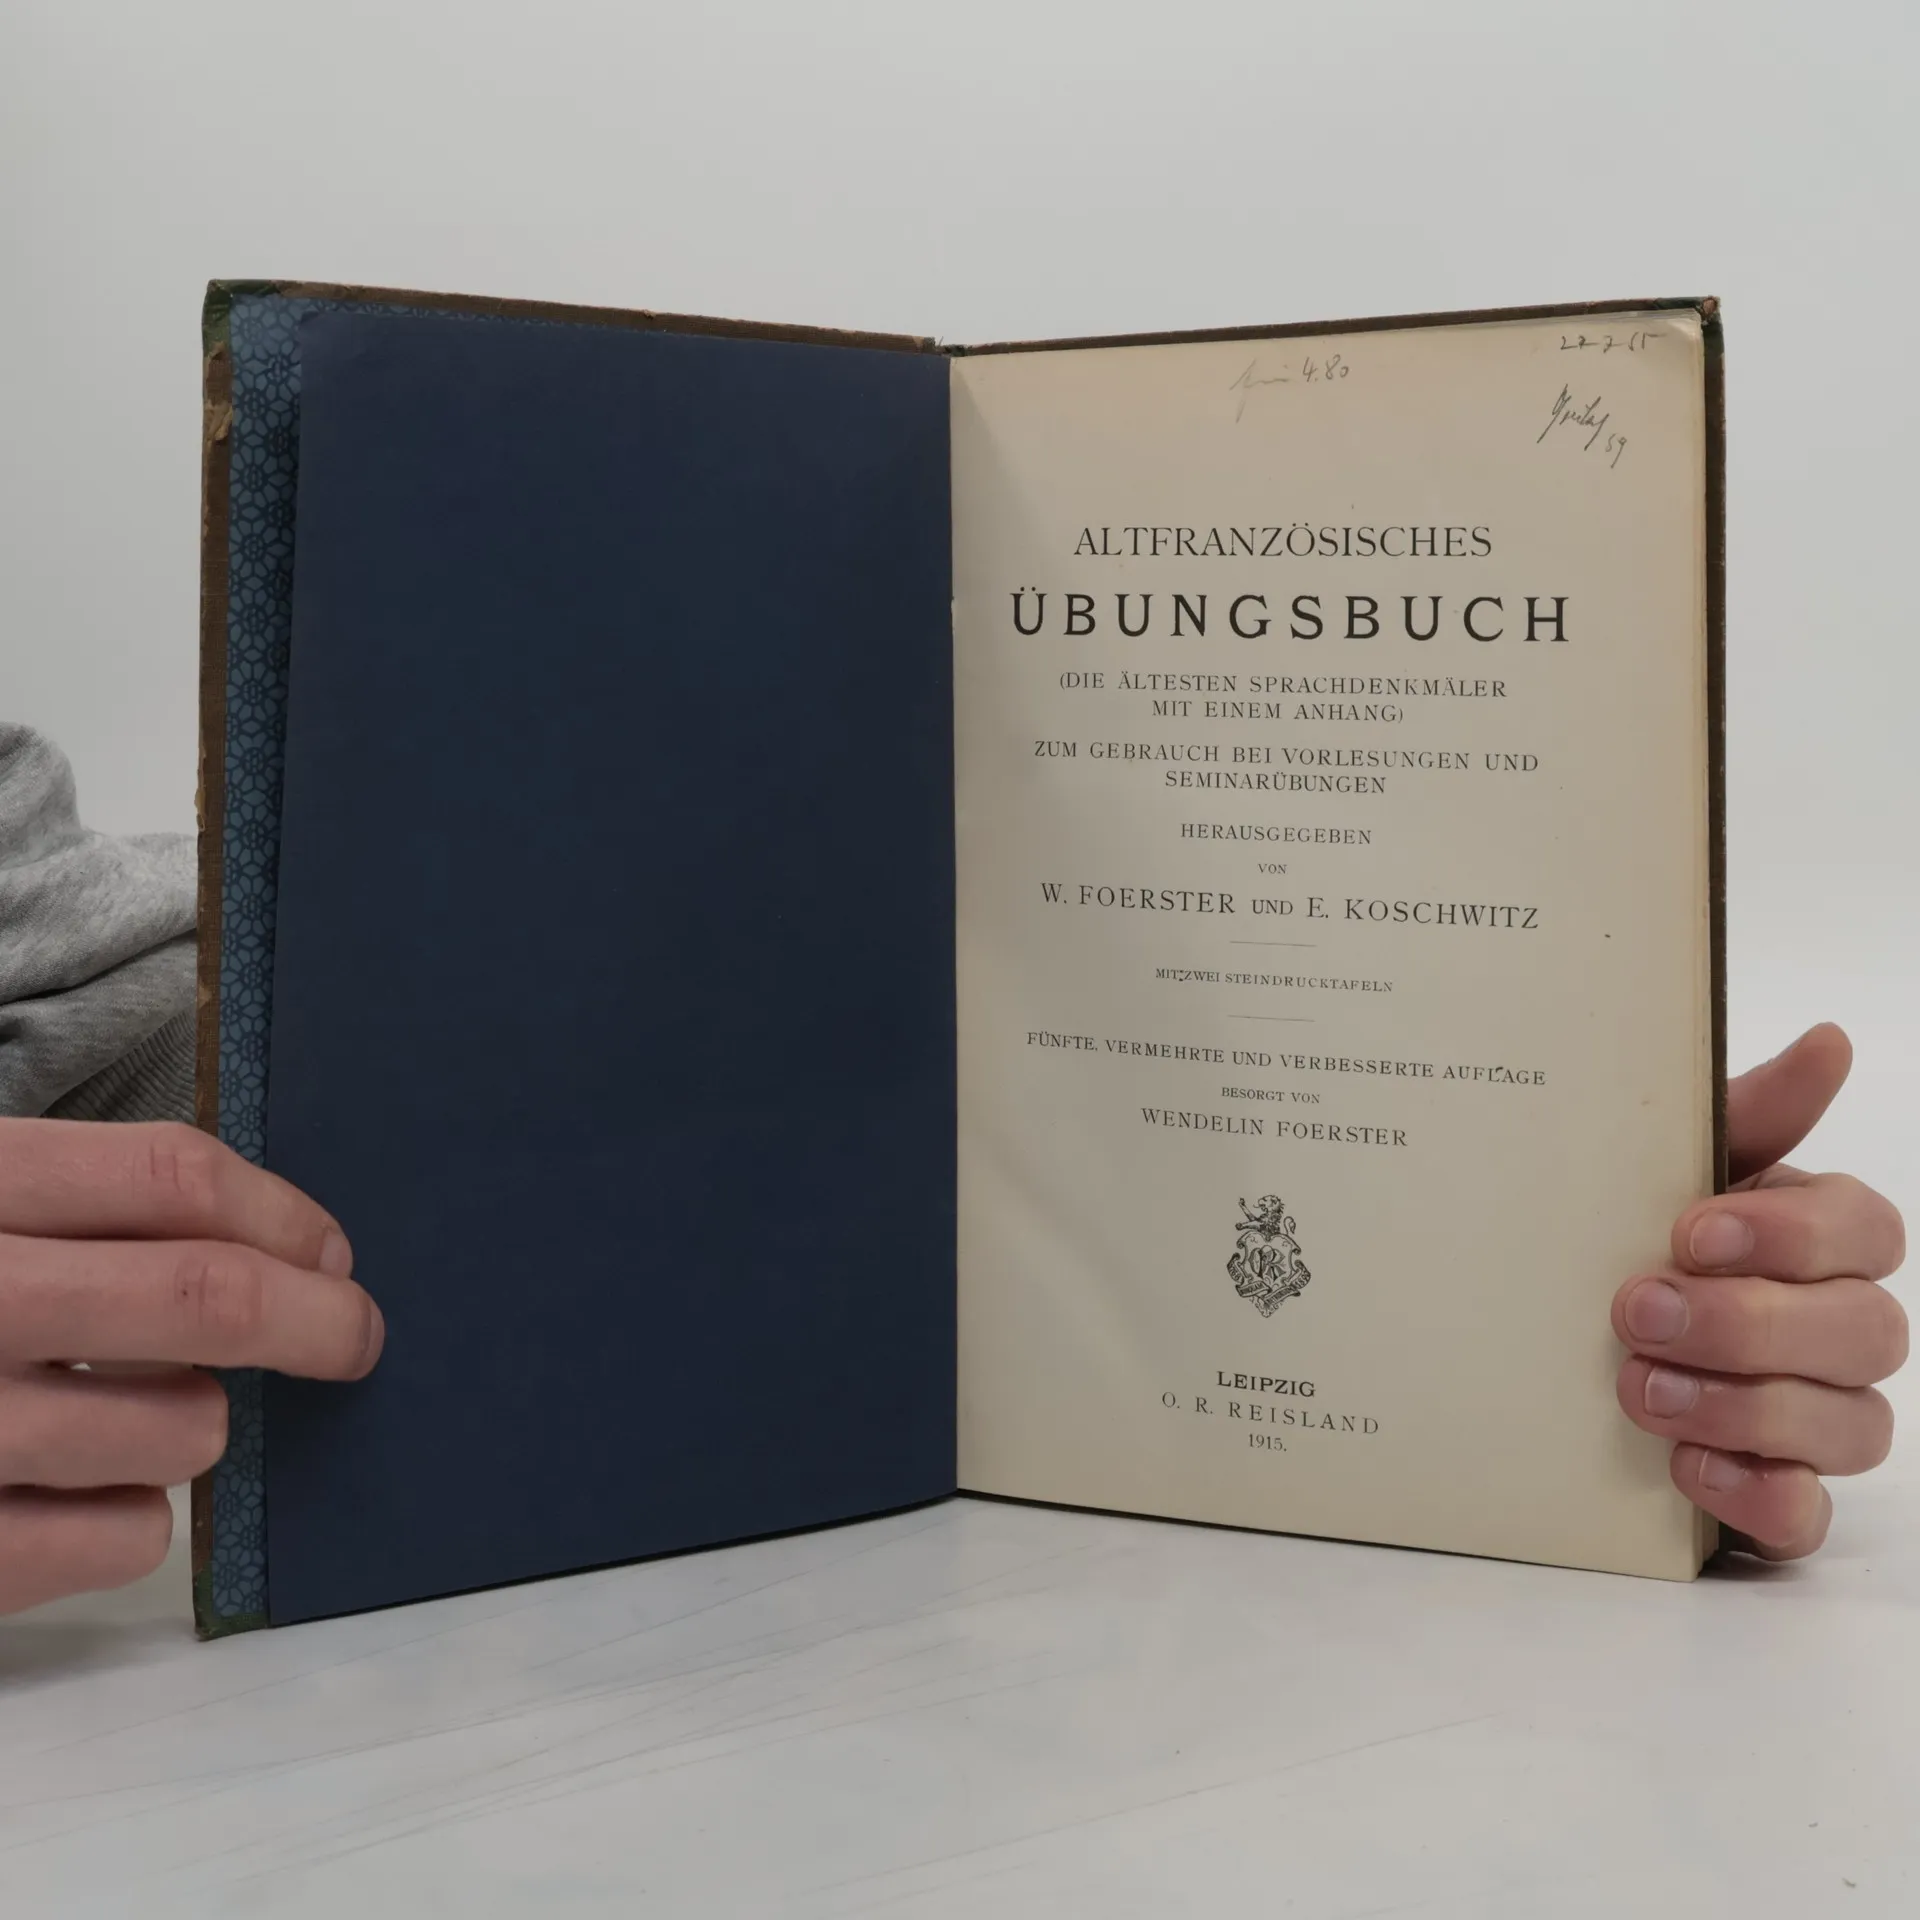 4.80
ALTFRANZÖSISCHES
ÜBUNGSBUCH
(DIE ÄLTESTEN SPRACHDENKMÄLER
MIT EINEM ANHANG)
ZUM GEBRAUCH BEI VORLESUNGEN UND
SEMINARÜBUNGEN
HERAUSGEGEBEN
VON
W. FOERSTER UND E. KOSCHWITZ
MIT ZWEI STEINDRUCKTAFELN
FÜNFTE, VERMEHRTE UND VERBESSERTE AUFLAGE
BESORGT VON
WENDELIN FOERSTER
LEIPZIG
O. R. REISLAND
1915.